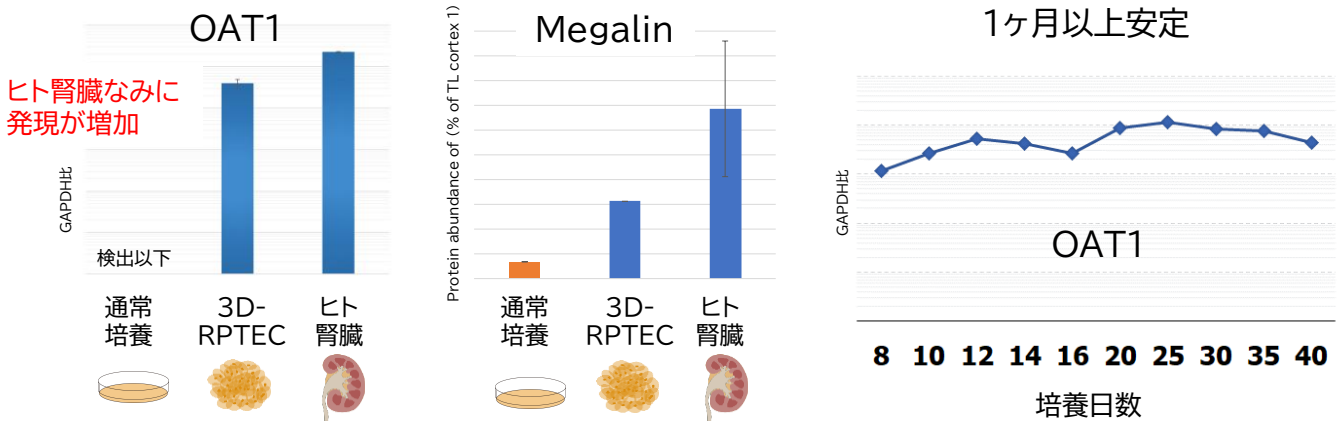 OAT1
ヒト腎臓なみに
発現が増加
GAPDH比
検出以下
通常
培養
3D-
RPTEC
ヒト
腎臓
Megalin
Protein abundance of (% of TL cortex 1)
通常
培養
3D-
RPTEC
ヒト
腎臓
1ヶ月以上安定
GAPDH比
OAT1
8 10 12 14 16 20 25 30 35 40
培養日数